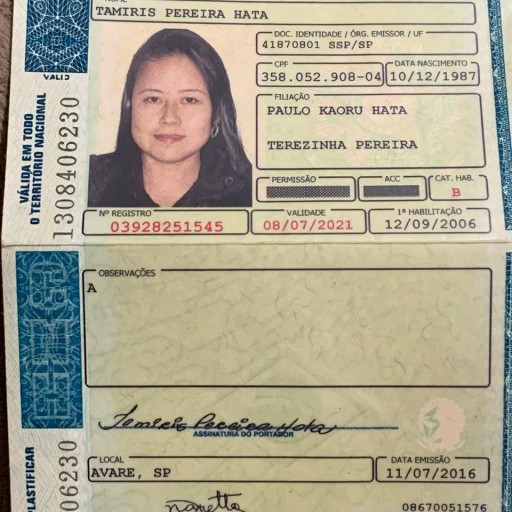 NOME
TAMIRIS PEREIRA HATA
DOC. IDENTIDADE / ÓRG. EMISSOR / UF
41870801 SSP/SP
CPF
358.052.908-04
DATA NASCIMENTO
10/12/1987
FILIAÇÃO
PAULO KAORU HATA
TEREZINHA PEREIRA
PERMISSÃO
ACC
CAT. HAB.
B
Nº REGISTRO
03928251545
VALIDADE
08/07/2021
1ª HABILITAÇÃO
12/09/2006
VÁLIDA EM TODO
O TERRITÓRIO NACIONAL
1308406230
OBSERVAÇÕES
A
Tamiris Pereira Hata
ASSINATURA DO PORTADOR
LOCAL
AVARE, SP
DATA EMISSÃO
11/07/2016
08670051576
PLASTIFICAR
06230